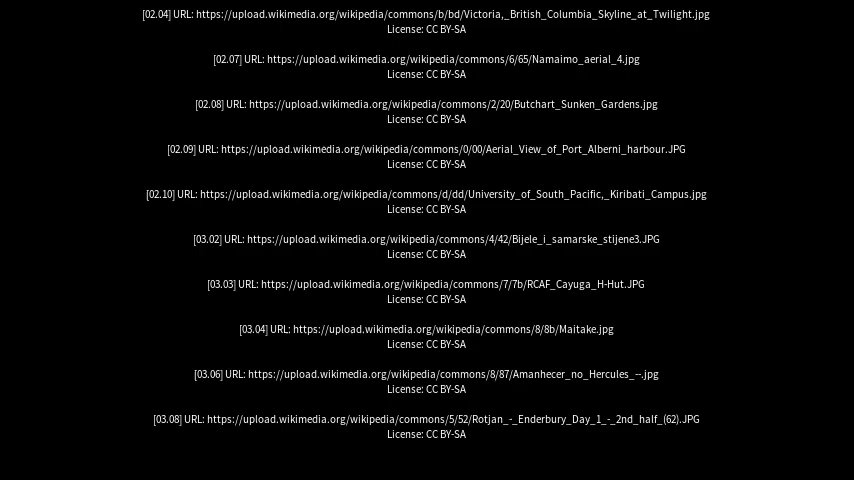 [02.04] URL: https://upload.wikimedia.org/wikipedia/commons/b/bd/Victoria,_British_Columbia_Skyline_at_Twilight.jpg
License: CC BY-SA
[02.07] URL: https://upload.wikimedia.org/wikipedia/commons/6/65/Namaimo_aerial_4.jpg
License: CC BY-SA
[02.08] URL: https://upload.wikimedia.org/wikipedia/commons/2/20/Butchart_Sunken_Gardens.jpg
License: CC BY-SA
[02.09] URL: https://upload.wikimedia.org/wikipedia/commons/0/00/Aerial_View_of_Port_Alberni_harbour.JPG
License: CC BY-SA
[02.10] URL: https://upload.wikimedia.org/wikipedia/commons/d/dd/University_of_South_Pacific,_Kiribati_Campus.jpg
License: CC BY-SA
[03.02] URL: https://upload.wikimedia.org/wikipedia/commons/4/42/Bijele_i_samarske_stijene3.JPG
License: CC BY-SA
[03.03] URL: https://upload.wikimedia.org/wikipedia/commons/7/7b/RCAF_Cayuga_H-Hut.JPG
License: CC BY-SA
[03.04] URL: https://upload.wikimedia.org/wikipedia/commons/8/8b/Maitake.jpg
License: CC BY-SA
[03.06] URL: https://upload.wikimedia.org/wikipedia/commons/8/87/Amanhecer_no_Hercules_--.jpg
License: CC BY-SA
[03.08] URL: https://upload.wikimedia.org/wikipedia/commons/5/52/Rotjan_-_Enderbury_Day_1_-_2nd_half_(62).JPG
License: CC BY-SA